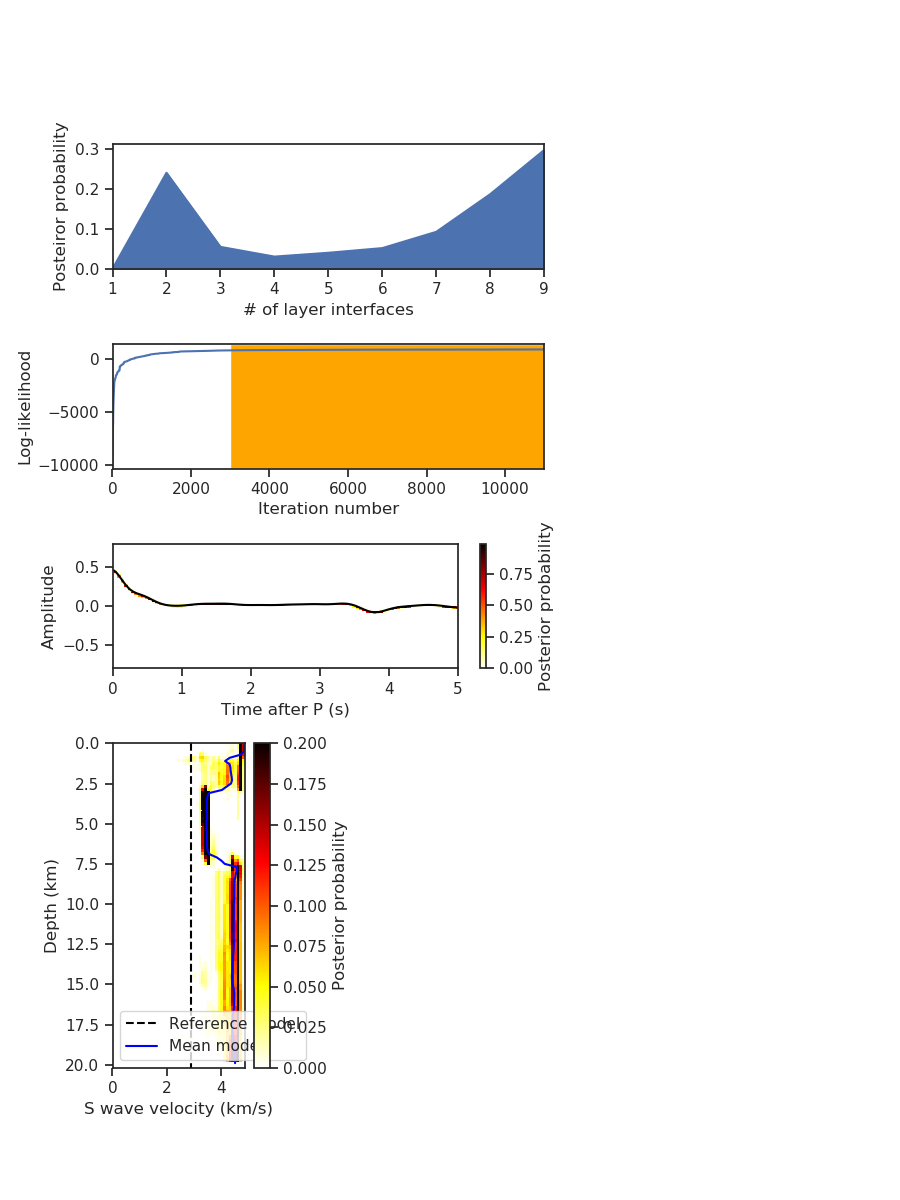 Posteiror probability
0.3
0.2
0.1
0.0
1 2 3 4 5 6 7 8 9
# of layer interfaces
Log-likelihood
0
−5000
−10000
0 2000 4000 6000 8000 10000
Iteration number
Amplitude
0.5
0.0
−0.5
0 1 2 3 4 5
Time after P (s)
0.75
0.50
0.25
0.00
Posterior probability
Depth (km)
0.0
2.5
5.0
7.5
10.0
12.5
15.0
17.5
20.0
Reference model
Mean model
0 2 4
S wave velocity (km/s)
0.200
0.175
0.150
0.125
0.100
0.075
0.050
0.025
0.000
Posterior probability